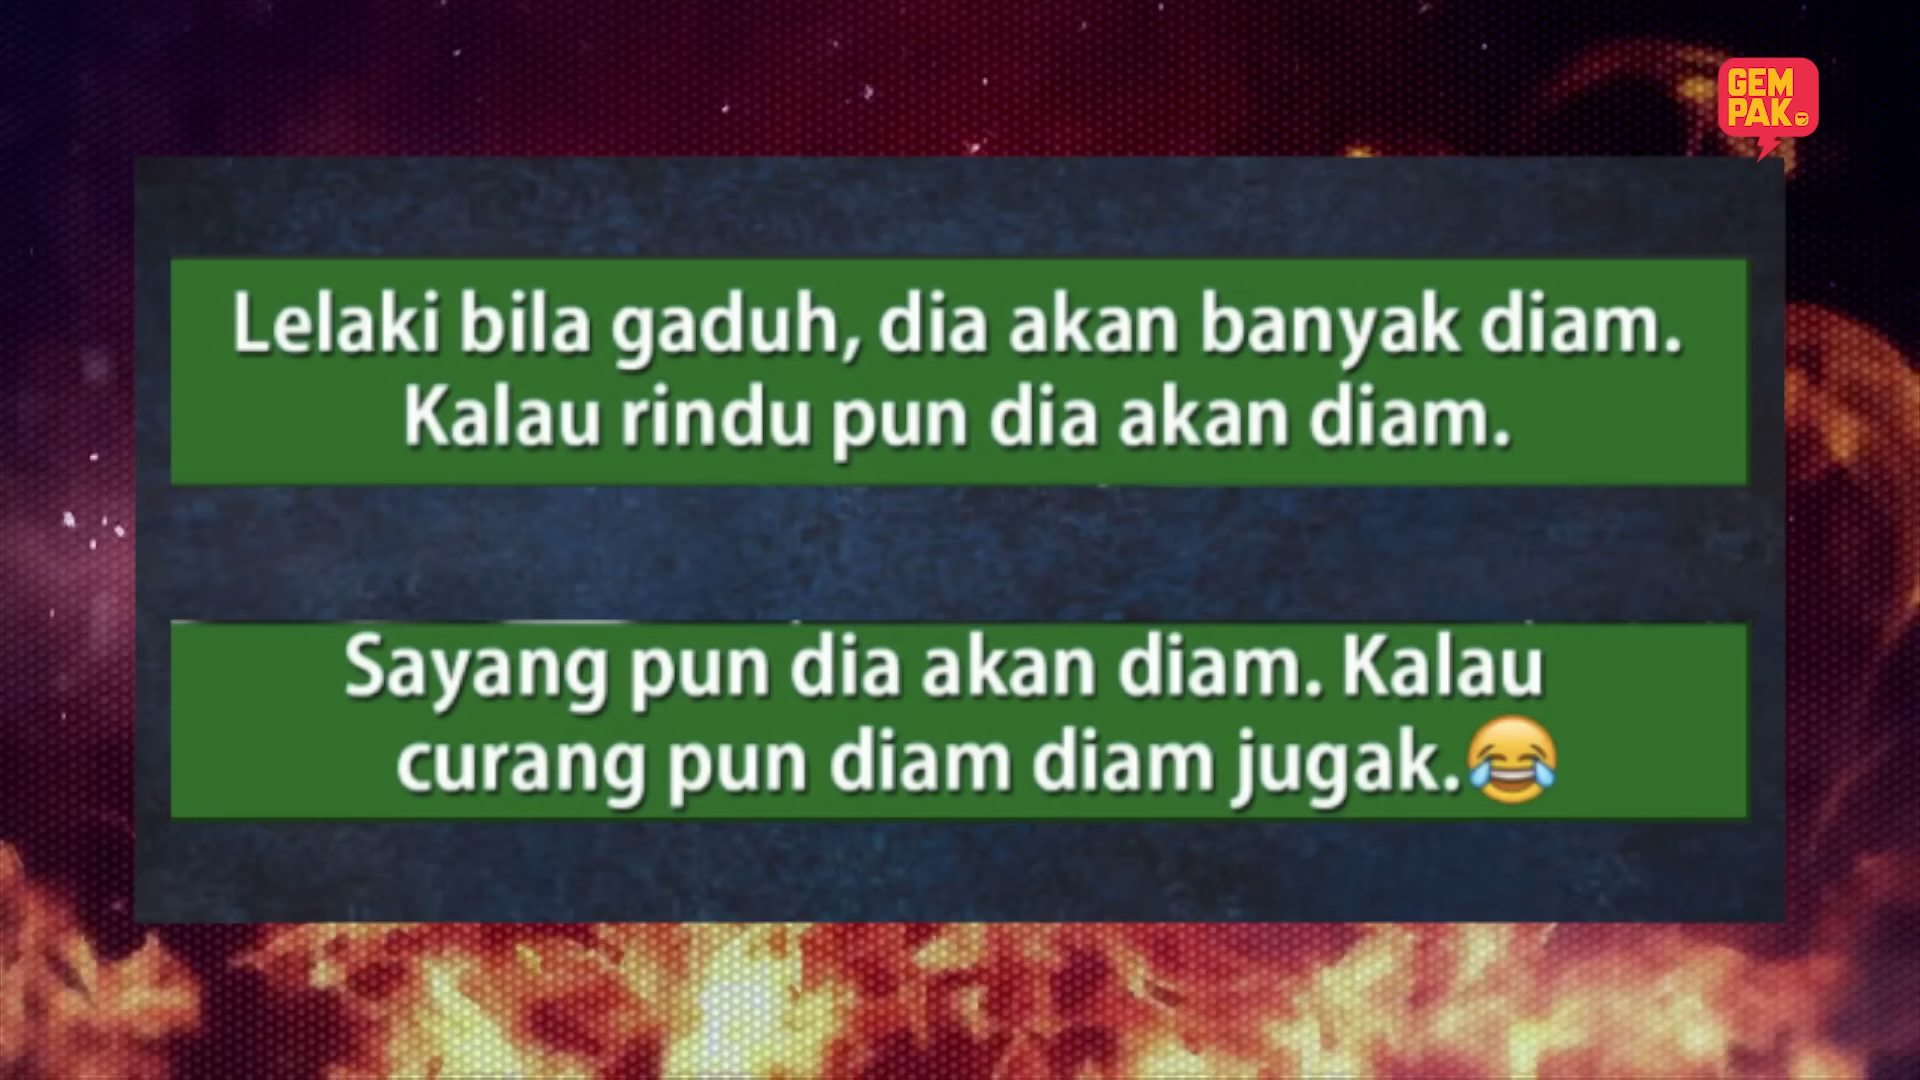 GEM
PAK
Lelaki bila gaduh, dia akan banyak diam.
Kalau rindu pun dia akan diam.
Sayang pun dia akan diam. Kalau
curang pun diam diam jugak.😂